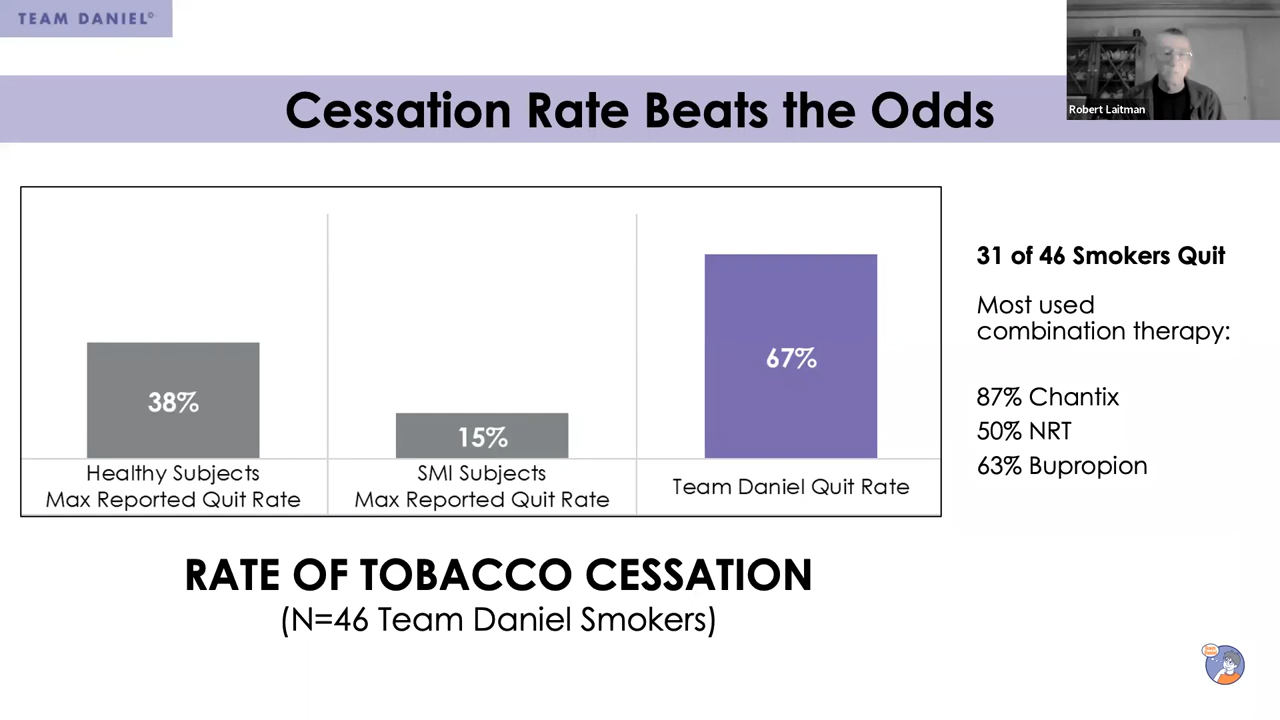 TEAM DANIEL©
Robert Laitman
Cessation Rate Beats the Odds
38%
15%
67%
Healthy Subjects
Max Reported Quit Rate
SMI Subjects
Max Reported Quit Rate
Team Daniel Quit Rate
31 of 46 Smokers Quit
Most used
combination therapy:
87% Chantix
50% NRT
63% Bupropion
RATE OF TOBACCO CESSATION
(N=46 Team Daniel Smokers)